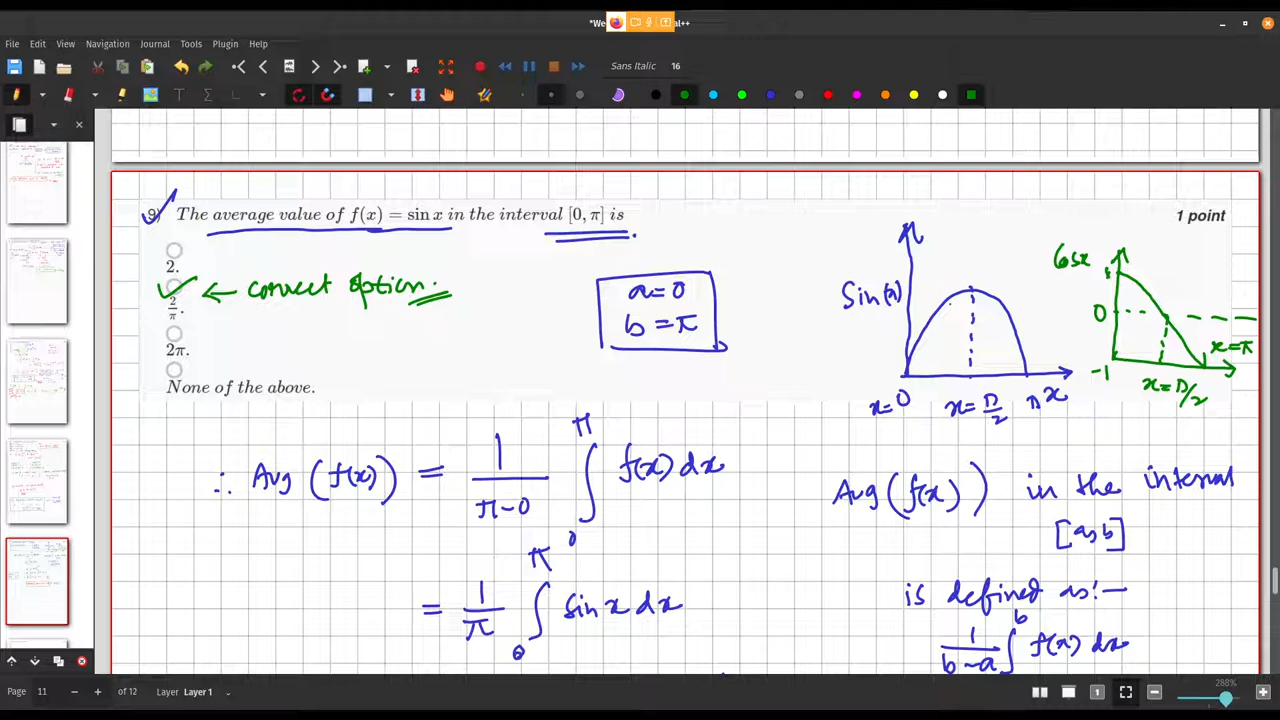 File Edit View Navigation Journal Tools Plugin Help
Sans Italic 16
9) The average value of f(x) = sin x in the interval [0, π] is
1 point
2.
2/π.
← correct option.
2π.
None of the above.
a=0
b=π
Sin(x)
x=0 x=π/2 π x
Cosx
1
0
-1
x=π/2
x=π
∴ Avg (f(x)) = 1/(π-0) ∫₀^π f(x) dx
= 1/π ∫₀^π sin x dx
Avg (f(x)) in the interval
[a,b]
is defined as:—
1/(b-a) ∫^b f(x) dx
Page 11 of 12 Layer Layer 1
288%
1